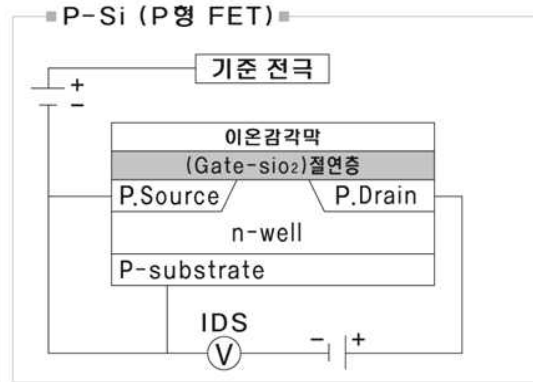 P-Si (P형 FET)
기준 전극
+
−
이온감각막
(Gate-sio₂)절연층
P.Source
P.Drain
n-well
P-substrate
IDS
V
− +